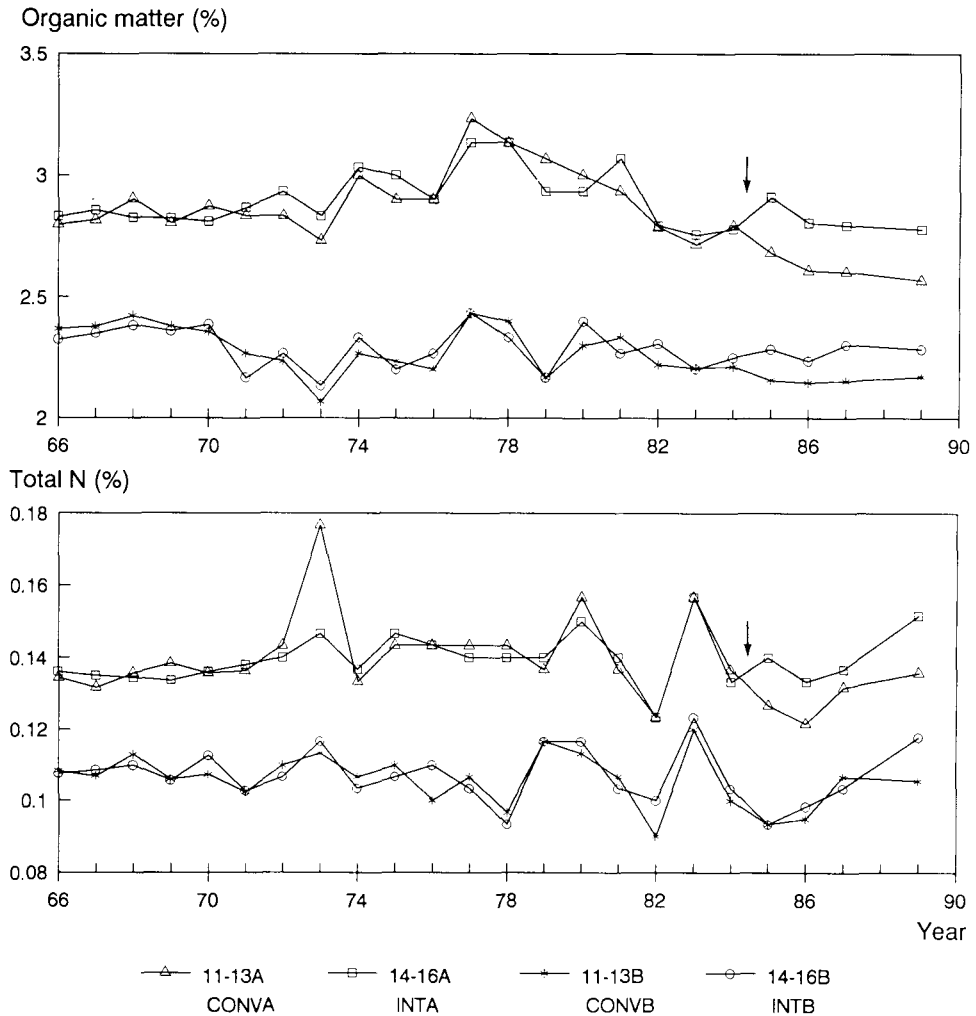 Organic matter (%)
3.5
3
2.5
2
66 70 74 78 82 86 90
Total N (%)
0.18
0.16
0.14
0.12
0.1
0.08
66 70 74 78 82 86 90
Year
11-13A 14-16A 11-13B 14-16B
CONVA INTA CONVB INTB